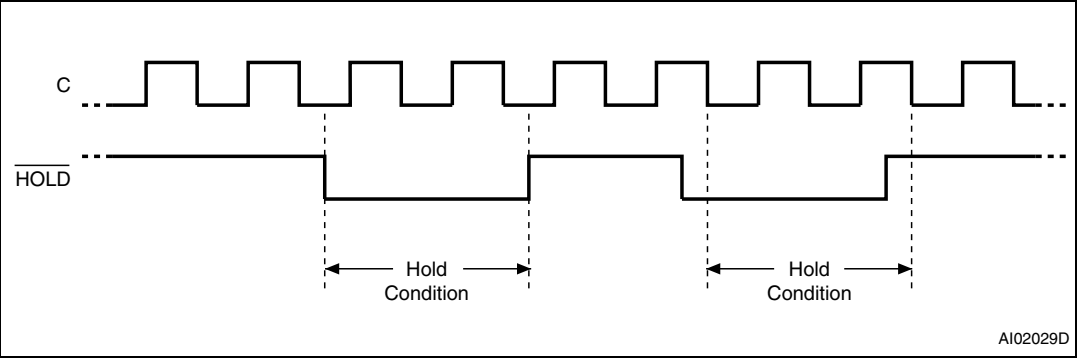 C
HOLD
Hold
Condition
Hold
Condition
AI02029D